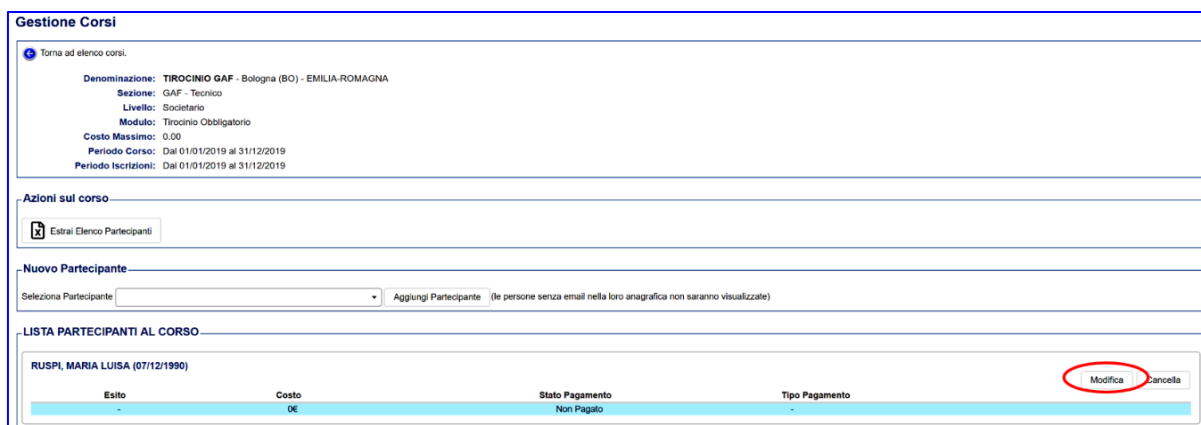 Gestione Corsi
Torna ad elenco corsi.
Denominazione: TIROCINIO GAF - Bologna (BO) - EMILIA-ROMAGNA
Sezione: GAF - Tecnico
Livello: Societario
Modulo: Tirocinio Obbligatorio
Costo Massimo: 0.00
Periodo Corso: Dal 01/01/2019 al 31/12/2019
Periodo Iscrizioni: Dal 01/01/2019 al 31/12/2019
Azioni sul corso
Estrai Elenco Partecipanti
Nuovo Partecipante
Seleziona Partecipante Aggiungi Partecipante (le persone senza email nella loro anagrafica non saranno visualizzate)
LISTA PARTECIPANTI AL CORSO
RUSPI, MARIA LUISA (07/12/1990)
Modifica Cancella
Esito Costo Stato Pagamento Tipo Pagamento
- 0€ Non Pagato -